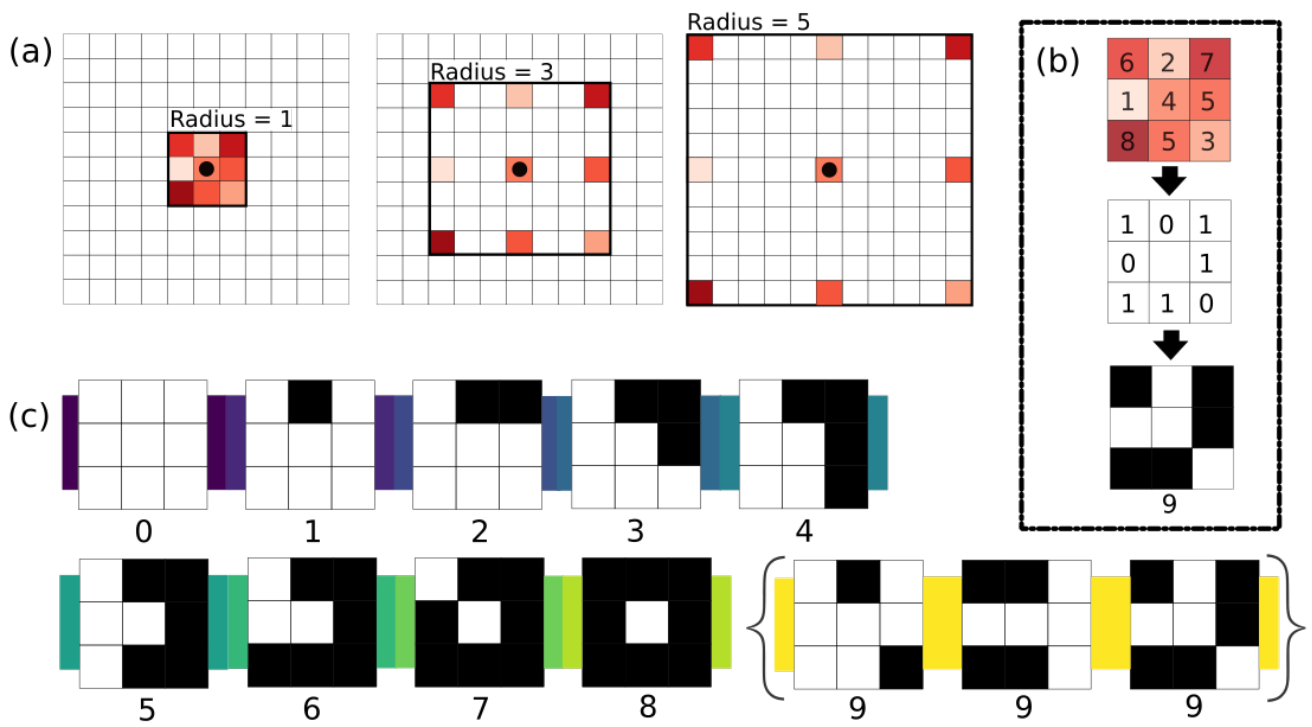 (a)
Radius = 1
Radius = 3
Radius = 5
(b)
6 2 7
1 4 5
8 5 3
1 0 1
0 1
1 1 0
9
(c)
0 1 2 3 4
5 6 7 8 9 9 9